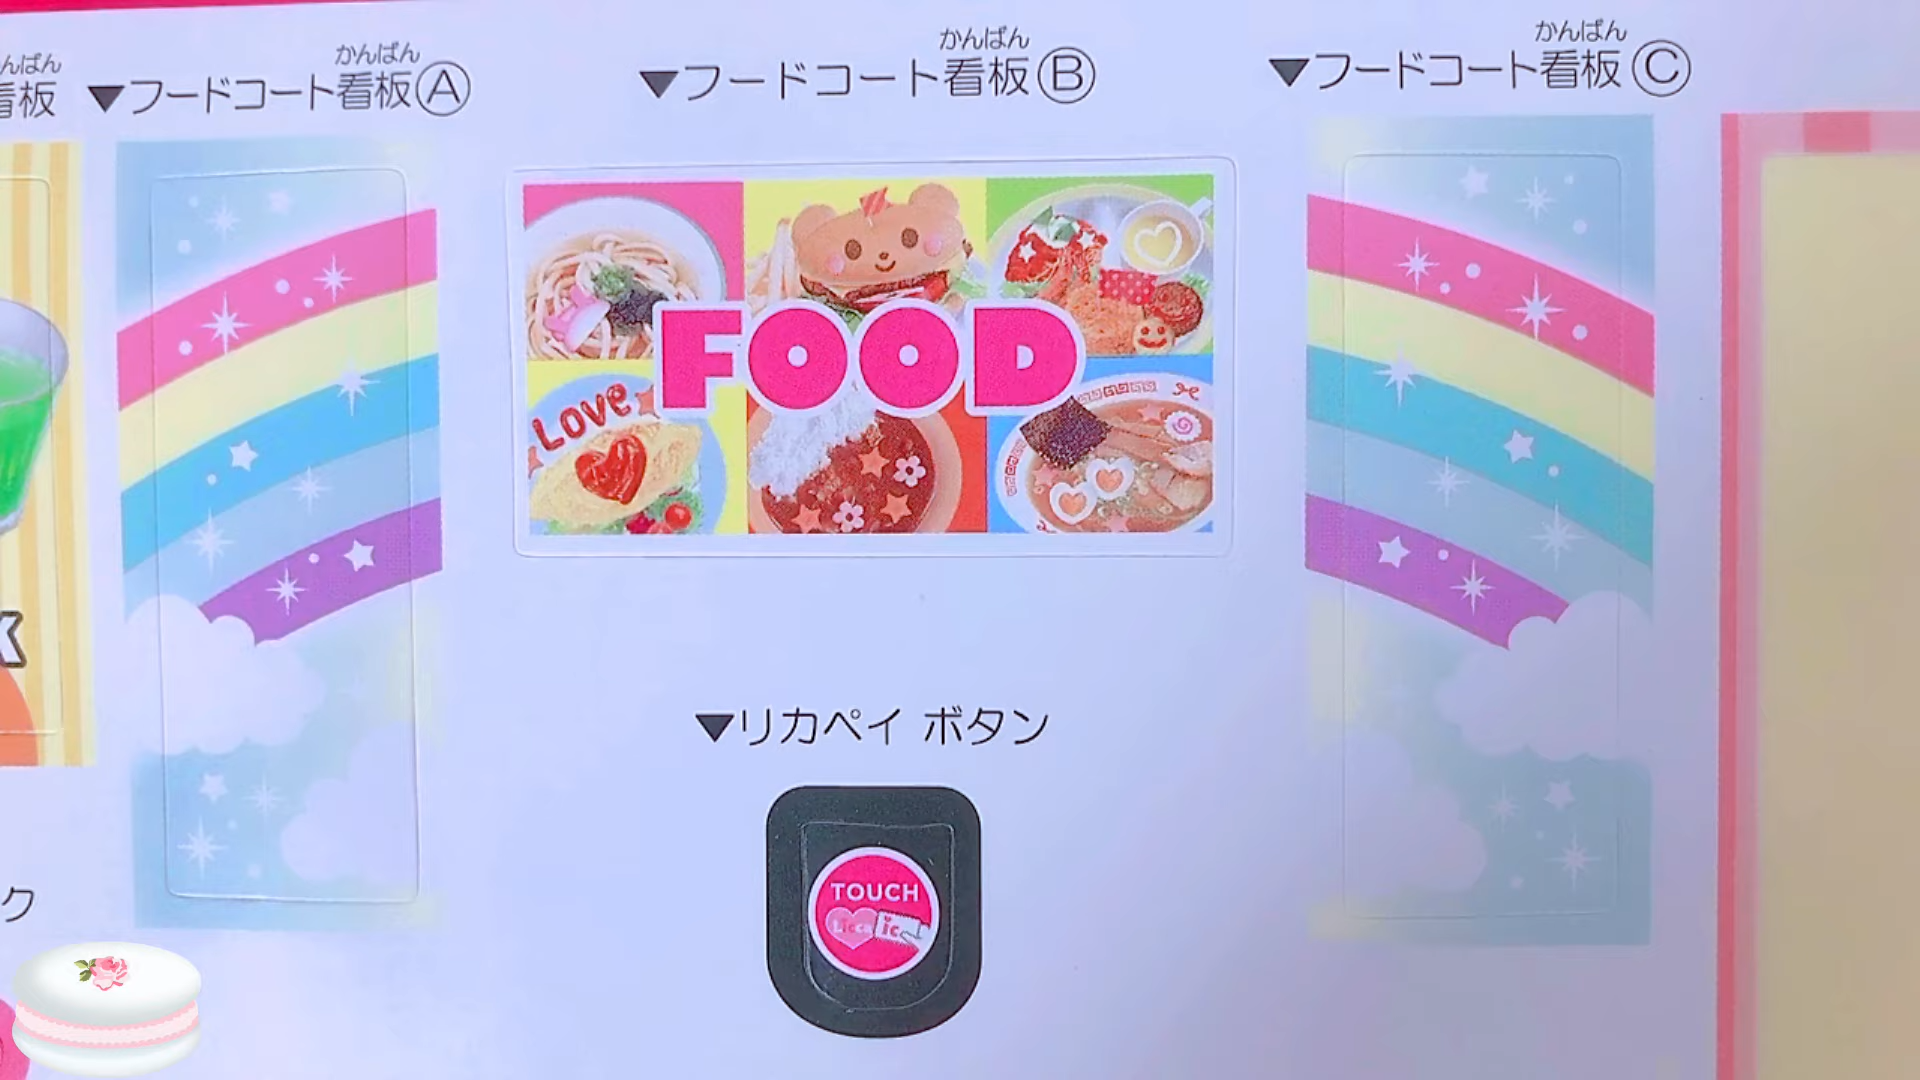 かんばん
看板
かんばん
▼フードコート看板Ⓐ
かんばん
▼フードコート看板Ⓑ
かんばん
▼フードコート看板Ⓒ
FOOD
Love
▼リカペイ ボタン
TOUCH
Licca ic
ク